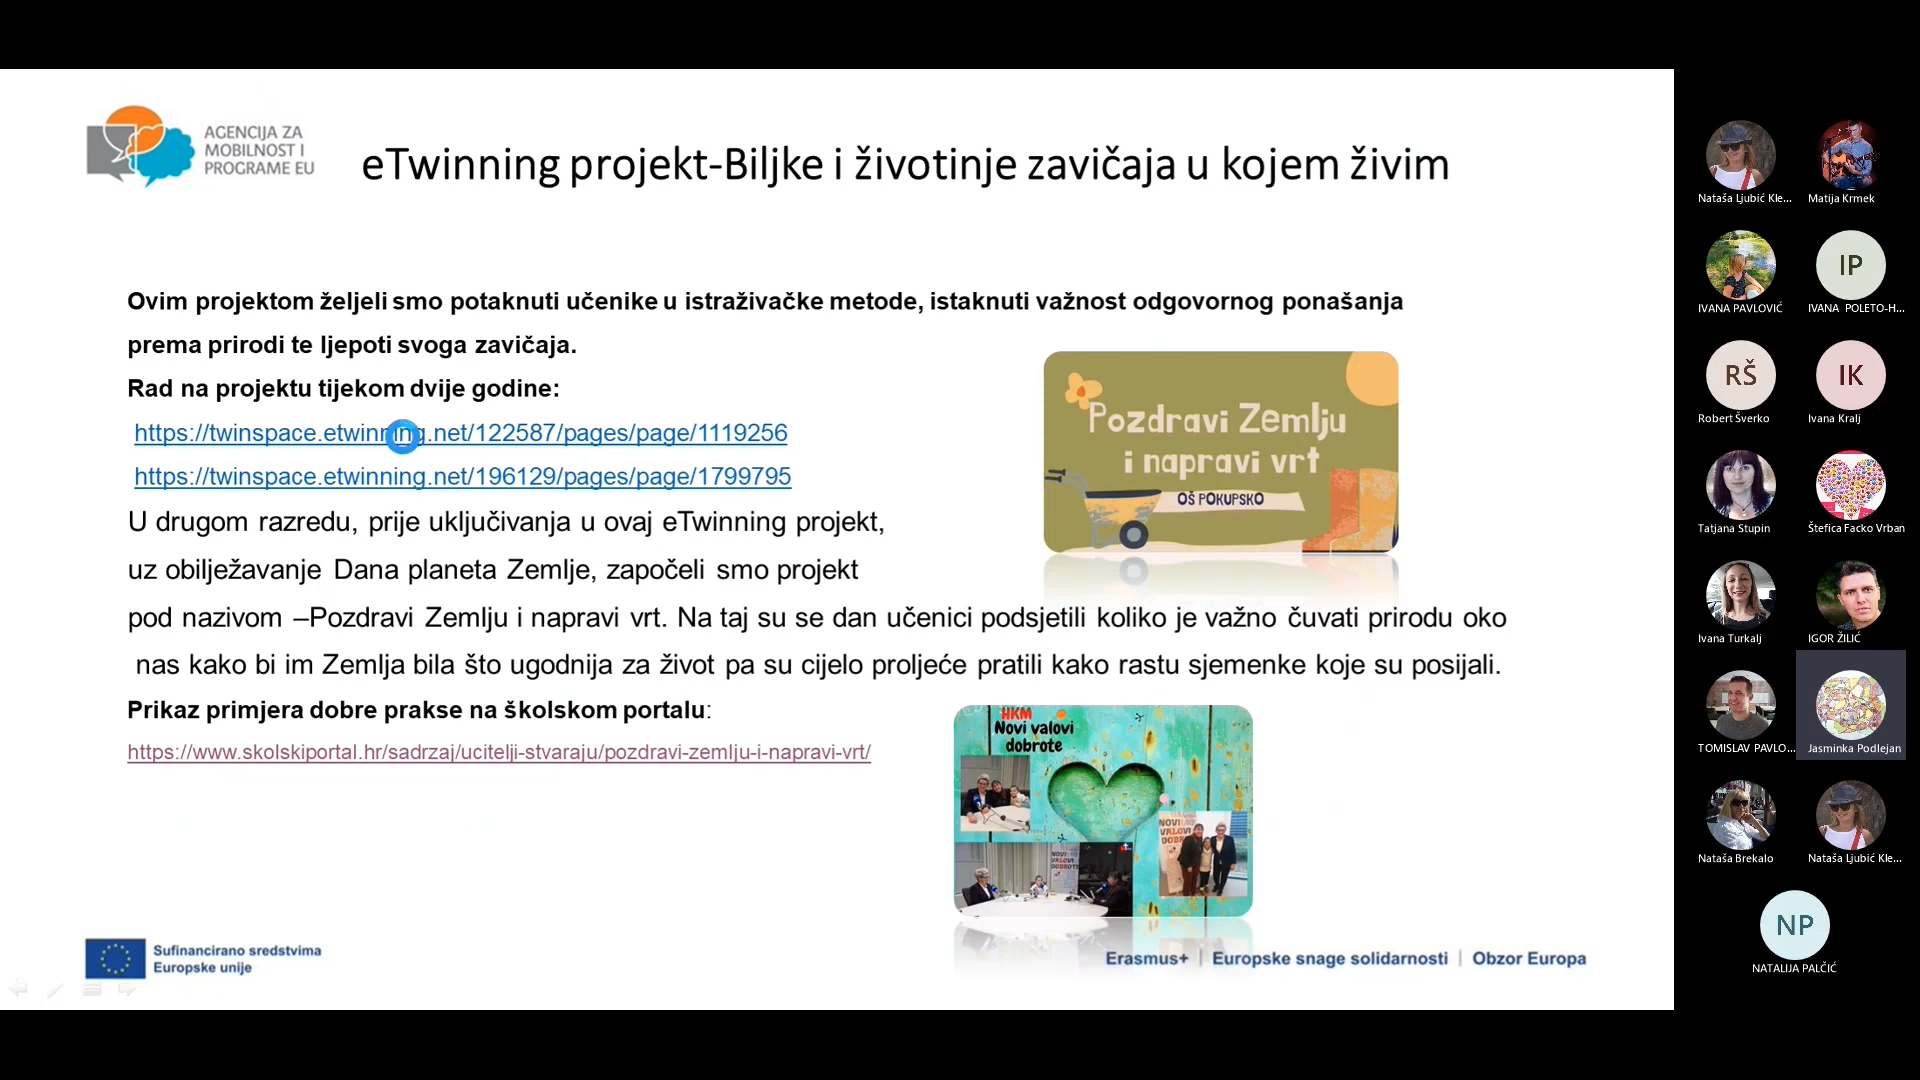 AGENCIJA ZA
MOBILNOST I
PROGRAME EU
eTwinning projekt-Biljke i životinje zavičaja u kojem živim
Ovim projektom željeli smo potaknuti učenike u istraživačke metode, istaknuti važnost odgovornog ponašanja
prema prirodi te ljepoti svoga zavičaja.
Rad na projektu tijekom dvije godine:
https://twinspace.etwinning.net/122587/pages/page/1119256
https://twinspace.etwinning.net/196129/pages/page/1799795
U drugom razredu, prije uključivanja u ovaj eTwinning projekt,
uz obilježavanje Dana planeta Zemlje, započeli smo projekt
pod nazivom –Pozdravi Zemlju i napravi vrt. Na taj su se dan učenici podsjetili koliko je važno čuvati prirodu oko
nas kako bi im Zemlja bila što ugodnija za život pa su cijelo proljeće pratili kako rastu sjemenke koje su posijali.
Prikaz primjera dobre prakse na školskom portalu:
https://www.skolskiportal.hr/sadrzaj/ucitelji-stvaraju/pozdravi-zemlju-i-napravi-vrt/
Pozdravi Zemlju
i napravi vrt
OŠ POKUPSKO
HKM
Novi valovi
dobrote
NOVI
VALOVI
NOVI
VALOVI
DOBROTE
Sufinancirano sredstvima
Europske unije
Erasmus+ | Europske snage solidarnosti | Obzor Europa
Nataša Ljubić Kle...
Matija Krmek
IVANA PAVLOVIĆ
IP
IVANA POLETO-H...
RŠ
Robert Šverko
IK
Ivana Kralj
Tatjana Stupin
Štefica Facko Vrban
Ivana Turkalj
IGOR ŽILIĆ
TOMISLAV PAVLO...
Jasminka Podlejan
Nataša Brekalo
Nataša Ljubić Kle...
NP
NATALIJA PALČIĆ